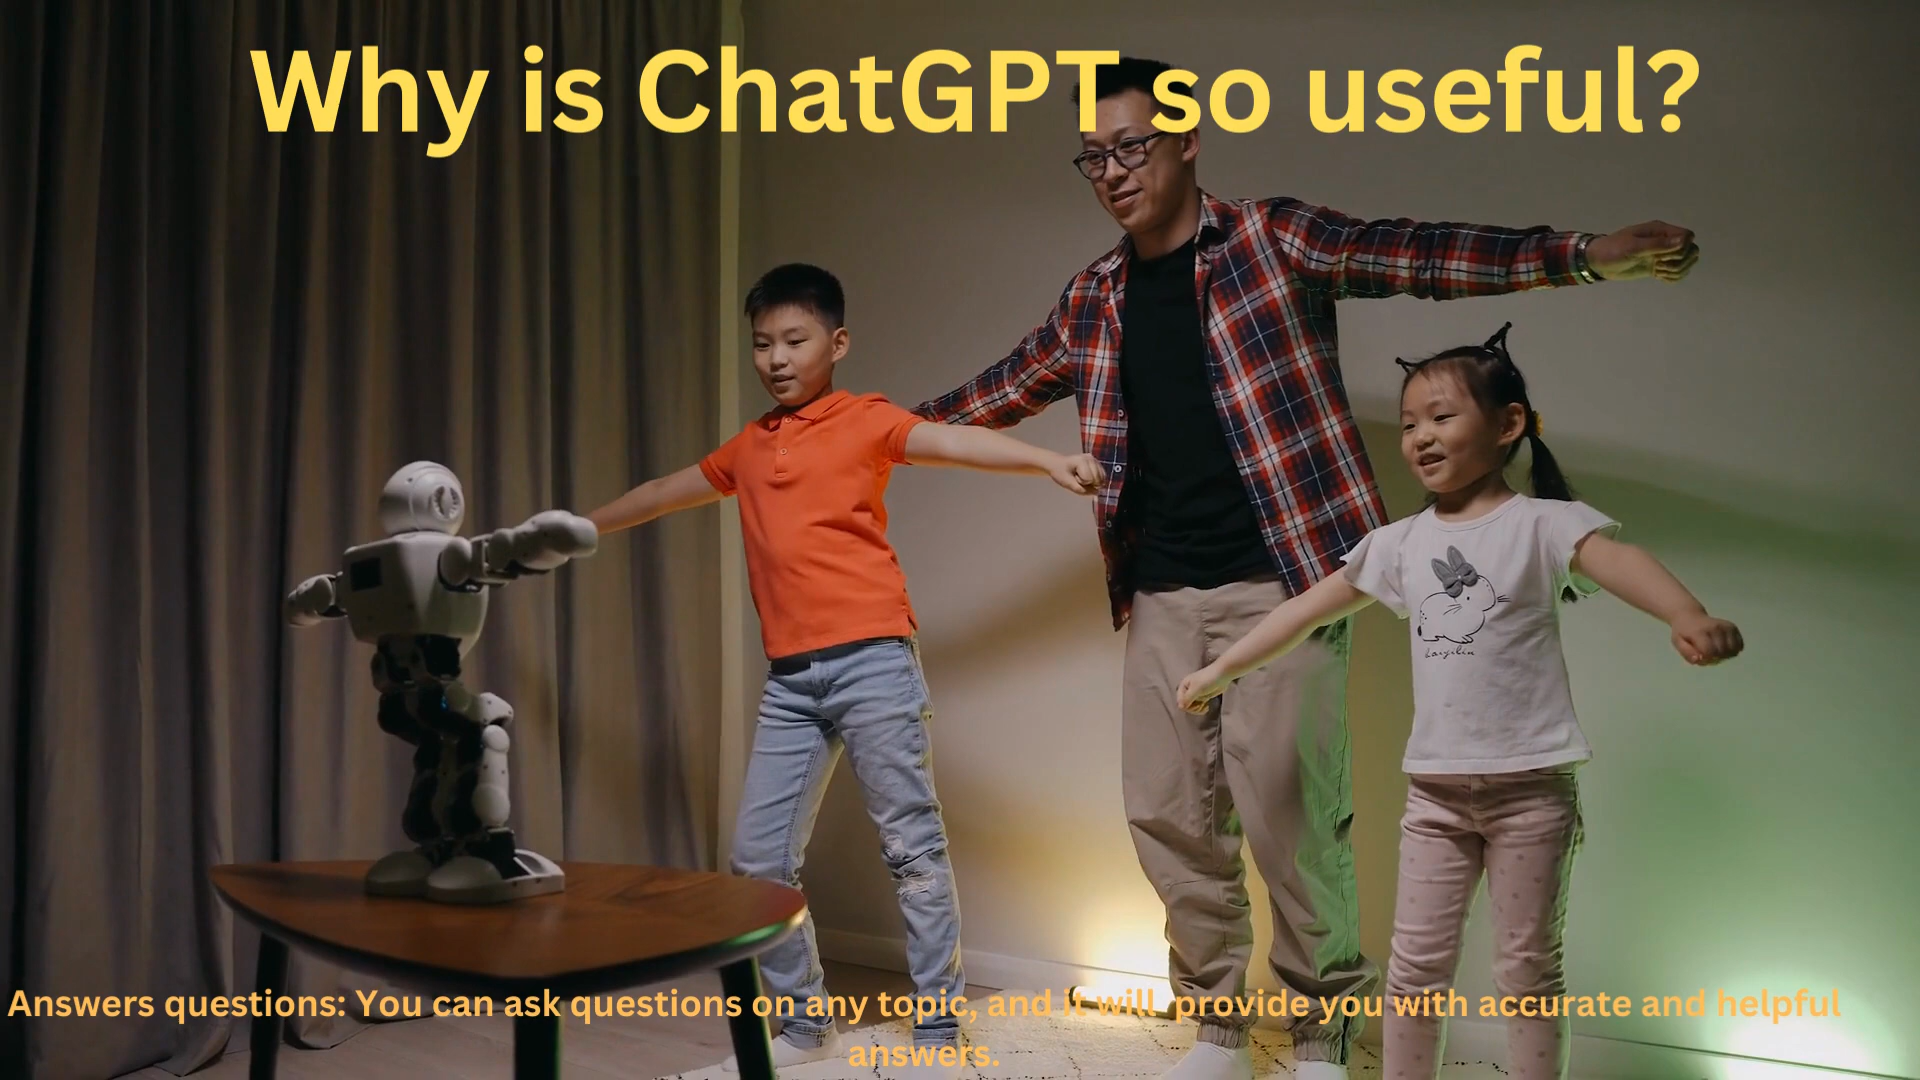 Why is ChatGPT so useful?
Answers questions: You can ask questions on any topic, and it will provide you with accurate and helpful
answers.